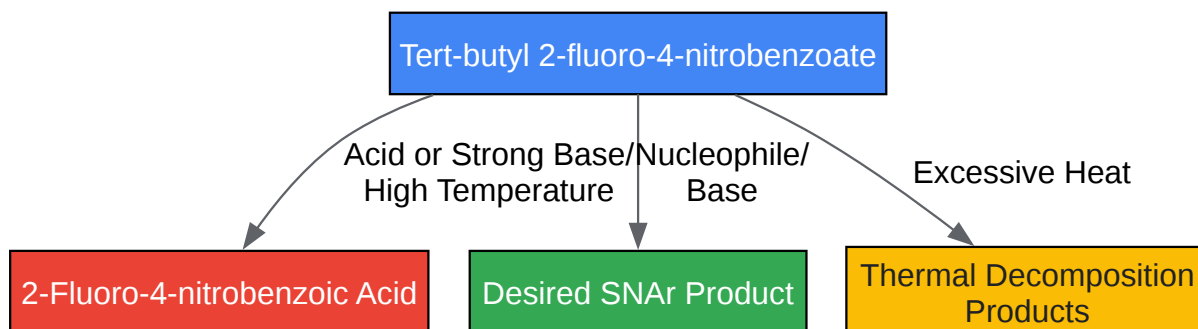 Tert-butyl 2-fluoro-4-nitrobenzoate
Acid or Strong Base/
High Temperature
Nucleophile/
Base
Excessive Heat
2-Fluoro-4-nitrobenzoic Acid
Desired SNAr Product
Thermal Decomposition
Products